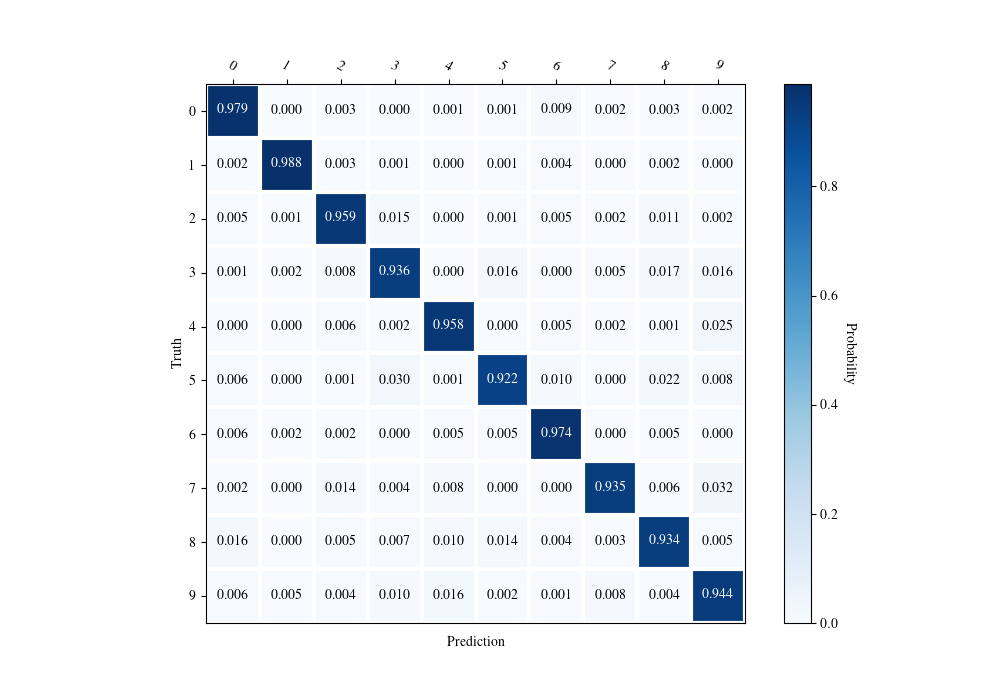 0 1 2 3 4 5 6 7 8 9
0 0.979 0.000 0.003 0.000 0.001 0.001 0.009 0.002 0.003 0.002
1 0.002 0.988 0.003 0.001 0.000 0.001 0.004 0.000 0.002 0.000
0.8
2 0.005 0.001 0.959 0.015 0.000 0.001 0.005 0.002 0.011 0.002
3 0.001 0.002 0.008 0.936 0.000 0.016 0.000 0.005 0.017 0.016
0.6
4 0.000 0.000 0.006 0.002 0.958 0.000 0.005 0.002 0.001 0.025
Truth
Probability
5 0.006 0.000 0.001 0.030 0.001 0.922 0.010 0.000 0.022 0.008
0.4
6 0.006 0.002 0.002 0.000 0.005 0.005 0.974 0.000 0.005 0.000
7 0.002 0.000 0.014 0.004 0.008 0.000 0.000 0.935 0.006 0.032
0.2
8 0.016 0.000 0.005 0.007 0.010 0.014 0.004 0.003 0.934 0.005
9 0.006 0.005 0.004 0.010 0.016 0.002 0.001 0.008 0.004 0.944
0.0
Prediction